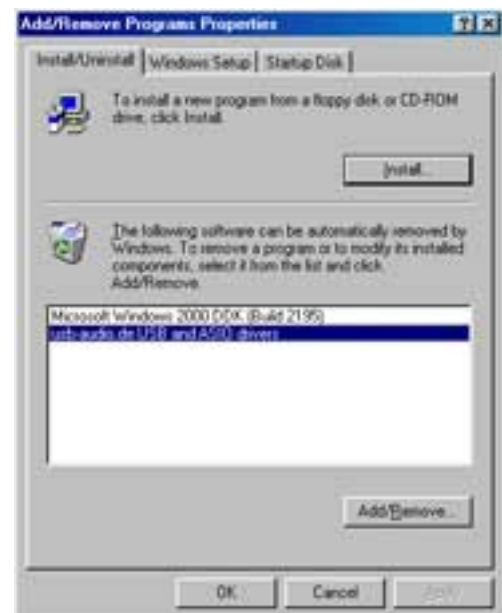 Add/Remove Programs Properties
Install/Uninstall
Windows Setup
Startup Disk
To install a new program from a floppy disk or CD-ROM
drive, click Install.
Install...
The following software can be automatically removed by
Windows. To remove a program or to modify its installed
components, select it from the list and click
Add/Remove.
Microsoft Windows 2000 DDK (Build 2195)
usb-audio.de USB and ASIO drivers
Add/Remove...
OK
Cancel
Apply